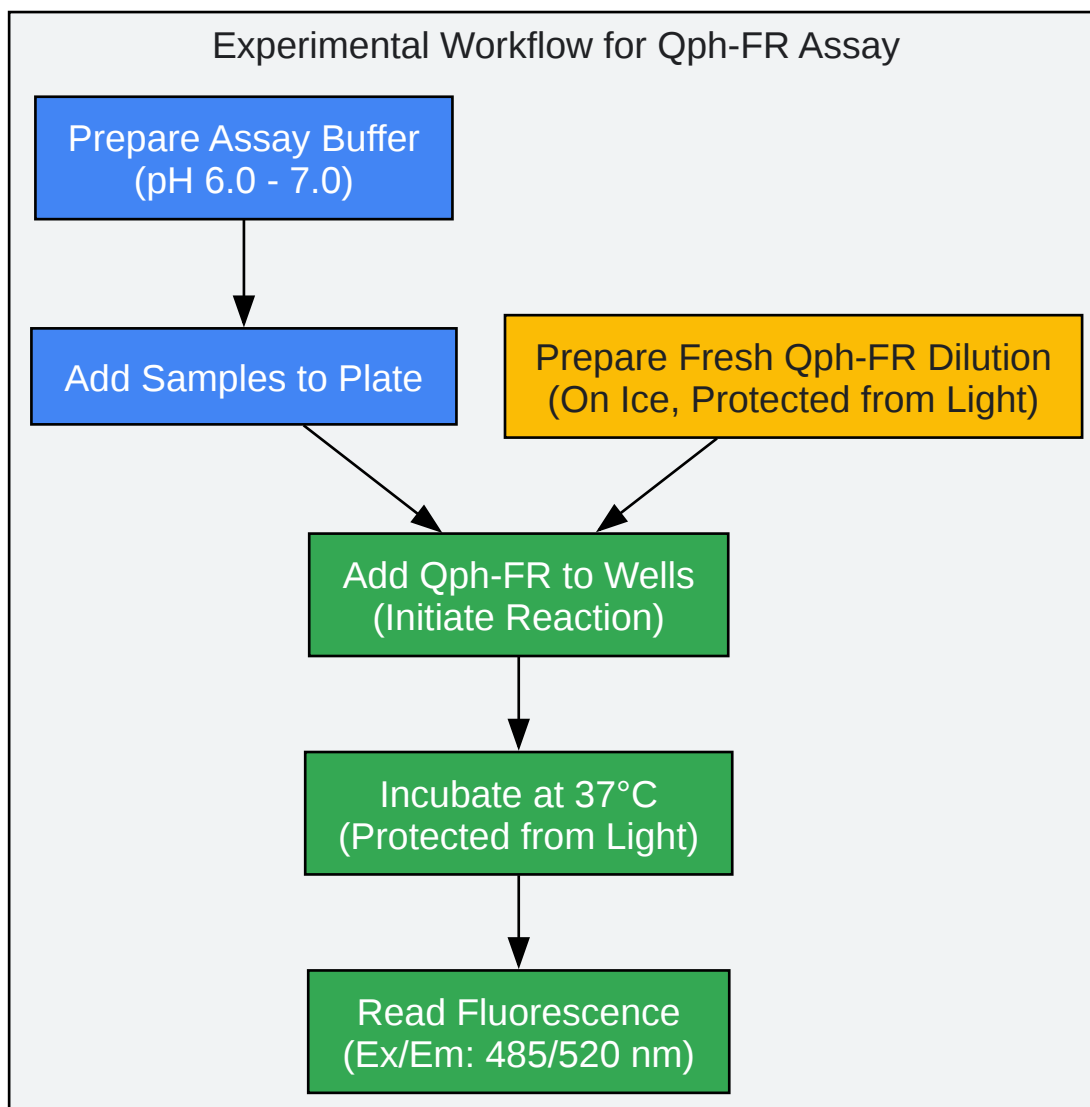 Experimental Workflow for Qph-FR Assay
Prepare Assay Buffer
(pH 6.0 - 7.0)
Add Samples to Plate
Prepare Fresh Qph-FR Dilution
(On Ice, Protected from Light)
Add Qph-FR to Wells
(Initiate Reaction)
Incubate at 37°C
(Protected from Light)
Read Fluorescence
(Ex/Em: 485/520 nm)